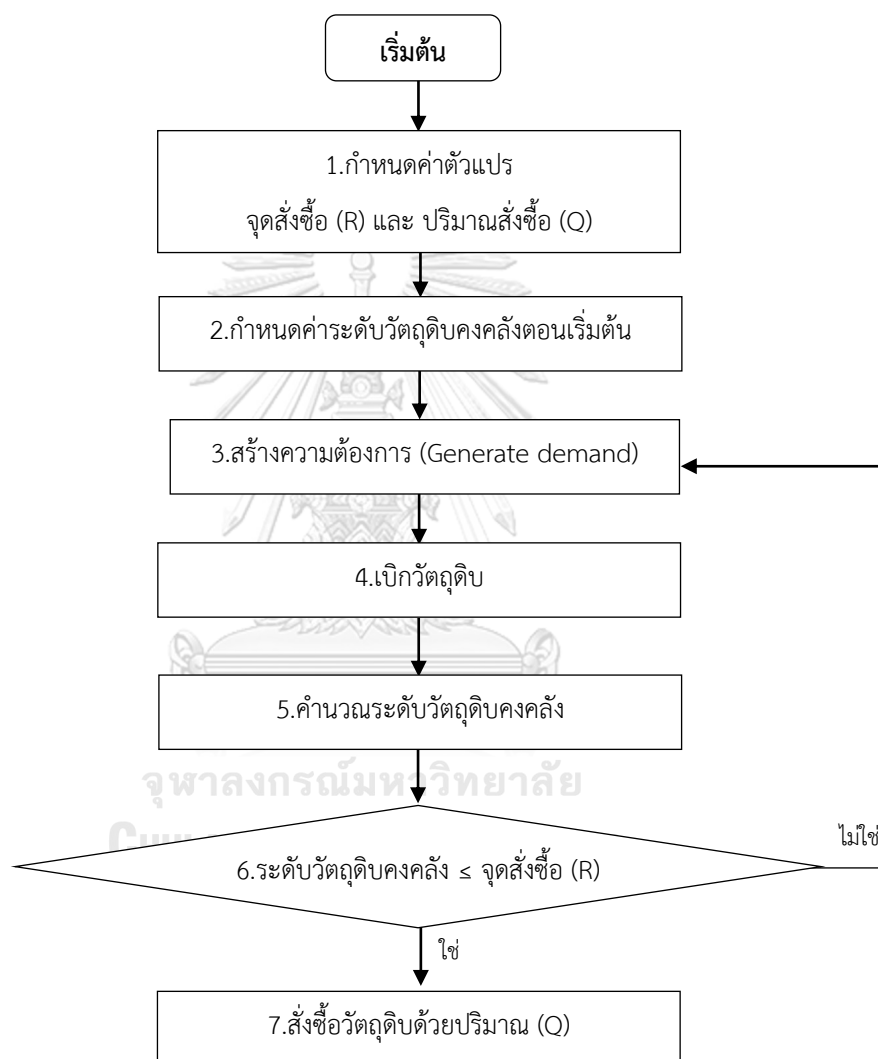 เริ่มต้น
1.กำหนดค่าตัวแปร
จุดสั่งซื้อ (R) และ ปริมาณสั่งซื้อ (Q)
2.กำหนดค่าระดับวัตถุดิบคงคลังตอนเริ่มต้น
3.สร้างความต้องการ (Generate demand)
4.เบิกวัตถุดิบ
5.คำนวณระดับวัตถุดิบคงคลัง
จุฬาลงกรณ์มหาวิทยาลัย
ไม่ใช่
6.ระดับวัตถุดิบคงคลัง ≤ จุดสั่งซื้อ (R)
ใช่
7.สั่งซื้อวัตถุดิบด้วยปริมาณ (Q)